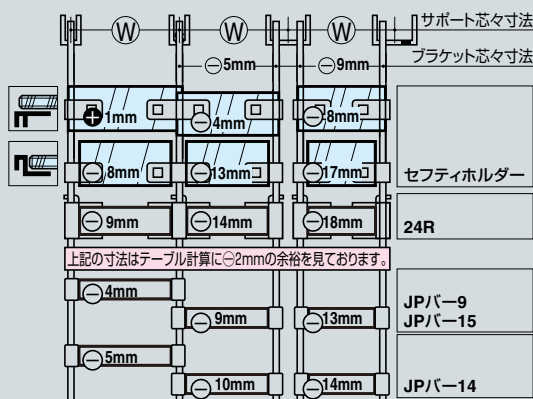 W W W サポート芯々寸法
⊖5mm ⊖9mm ブラケット芯々寸法
⊕1mm ⊖4mm ⊖8mm
⊖8mm ⊖13mm ⊖17mm セフティホルダー
⊖9mm ⊖14mm ⊖18mm 24R
上記の寸法はテーブル計算に⊖2mmの余裕を見ております。
⊖4mm
⊖9mm ⊖13mm JPバー9
JPバー15
⊖5mm
⊖10mm ⊖14mm JPバー14